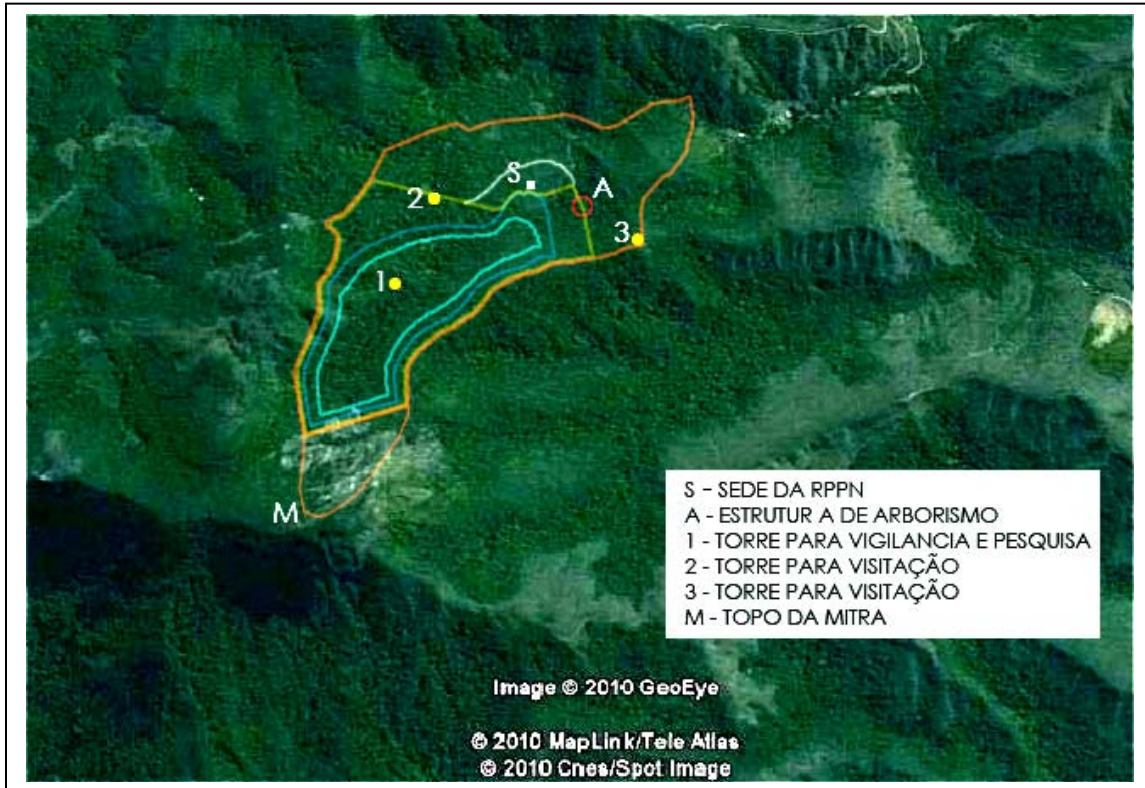 S
A
2
3
1
M
S - SEDE DA RPPN
A - ESTRUTUR A DE ARBORISMO
1 - TORRE PARA VIGILANCIA E PESQUISA
2 - TORRE PARA VISITAÇÃO
3 - TORRE PARA VISITAÇÃO
M - TOPO DA MITRA
Image © 2010 GeoEye
© 2010 MapLink/Tele Atlas
© 2010 Cnes/Spot Image